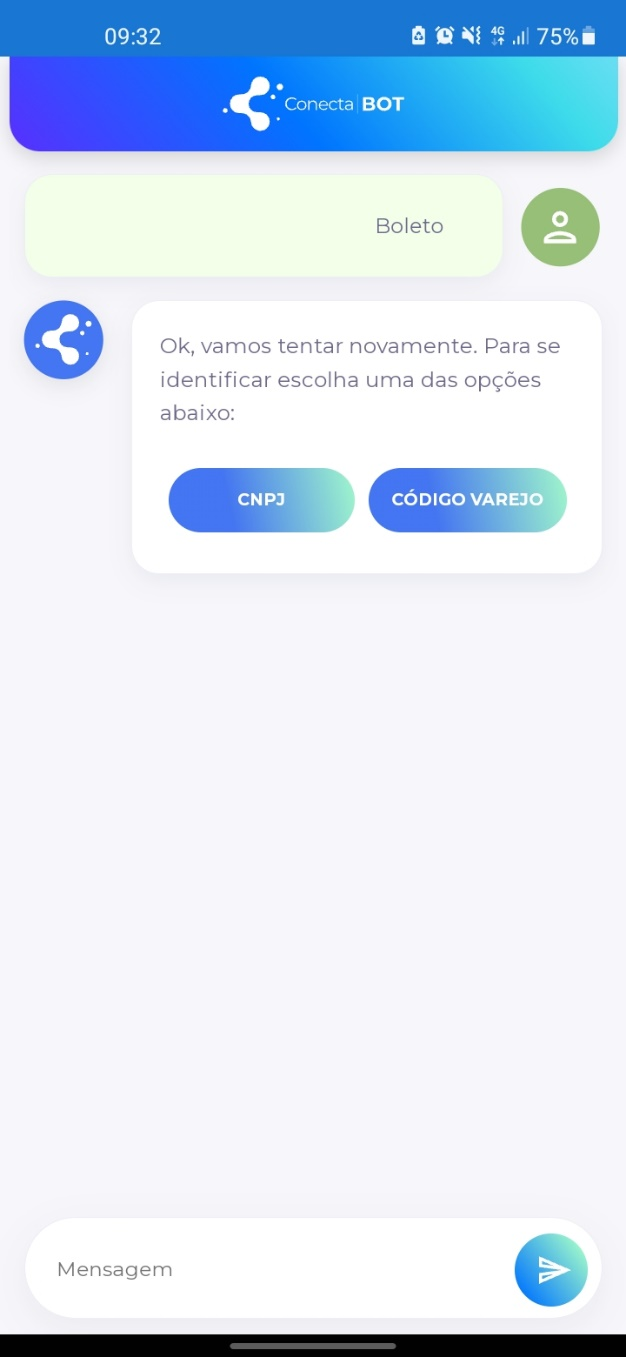 09:32
4G
75%
Conecta BOT
Boleto
Ok, vamos tentar novamente. Para se
identificar escolha uma das opções
abaixo:
CNPJ
CÓDIGO VAREJO
Mensagem